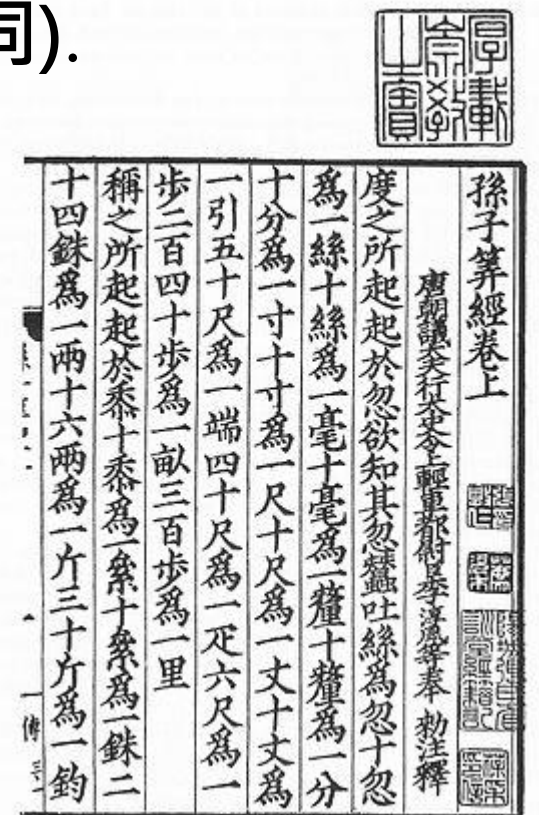 同).
孫子筭經卷上
唐朝議大夫行太史令上輕車都尉臣李淳風等奉 勑注釋
度之所起起於忽欲知其忽蠶吐絲為忽十忽
為一絲十絲為一毫十毫為一釐十釐為一分
十分為一寸十寸為一尺十尺為一丈十丈為
一引五十尺為一端四十尺為一疋六尺為一
步二百四十步為一畝三百步為一里
稱之所起起於黍十黍為一絫十絫為一銖二
十四銖為一兩十六兩為一斤三十斤為一鈞